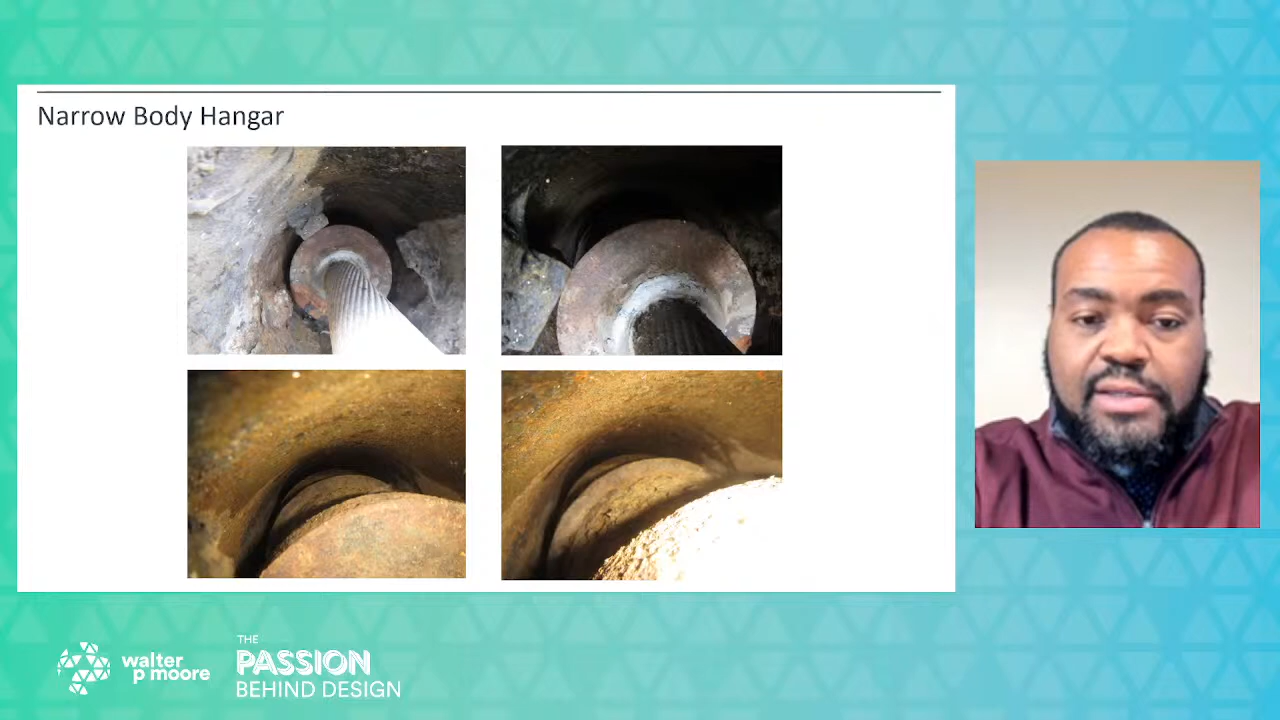 Narrow Body Hangar
walter
p moore
THE
PASSION
BEHIND DESIGN